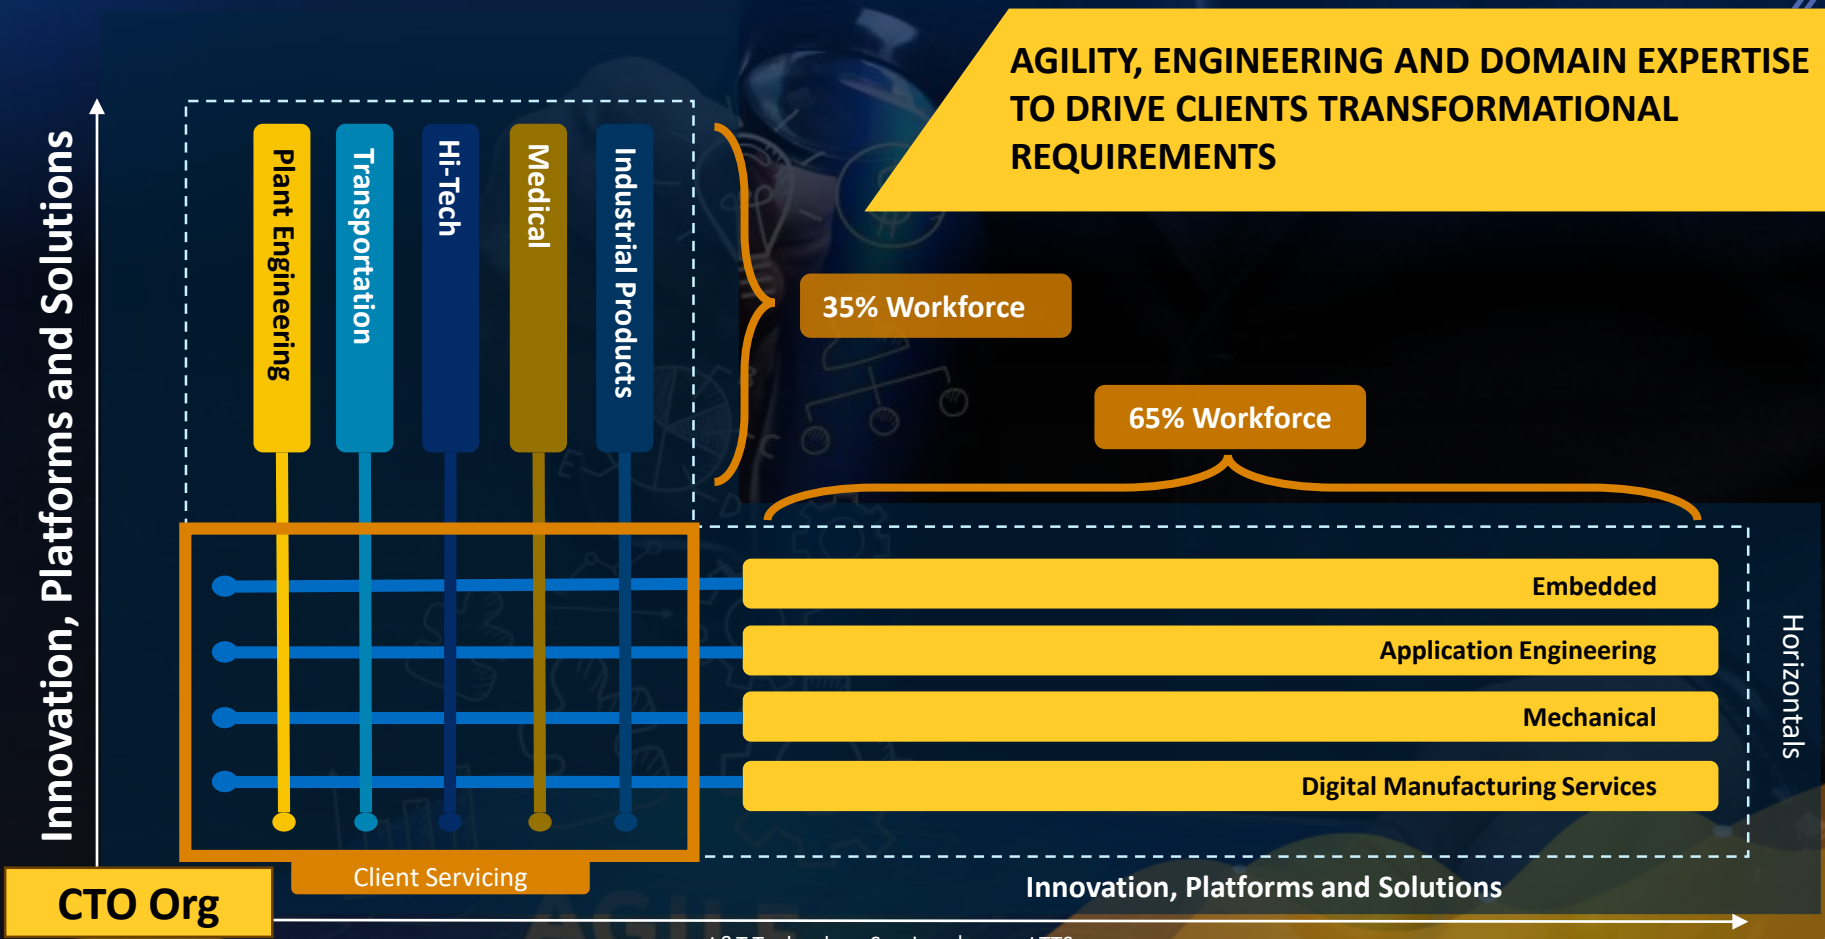 AGILITY, ENGINEERING AND DOMAIN EXPERTISE
TO DRIVE CLIENTS TRANSFORMATIONAL
REQUIREMENTS
Innovation, Platforms and Solutions
Plant Engineering
Transportation
Hi-Tech
Medical
Industrial Products
35% Workforce
65% Workforce
Embedded
Application Engineering
Mechanical
Digital Manufacturing Services
Horizontals
Client Servicing
CTO Org
Innovation, Platforms and Solutions
AGILE